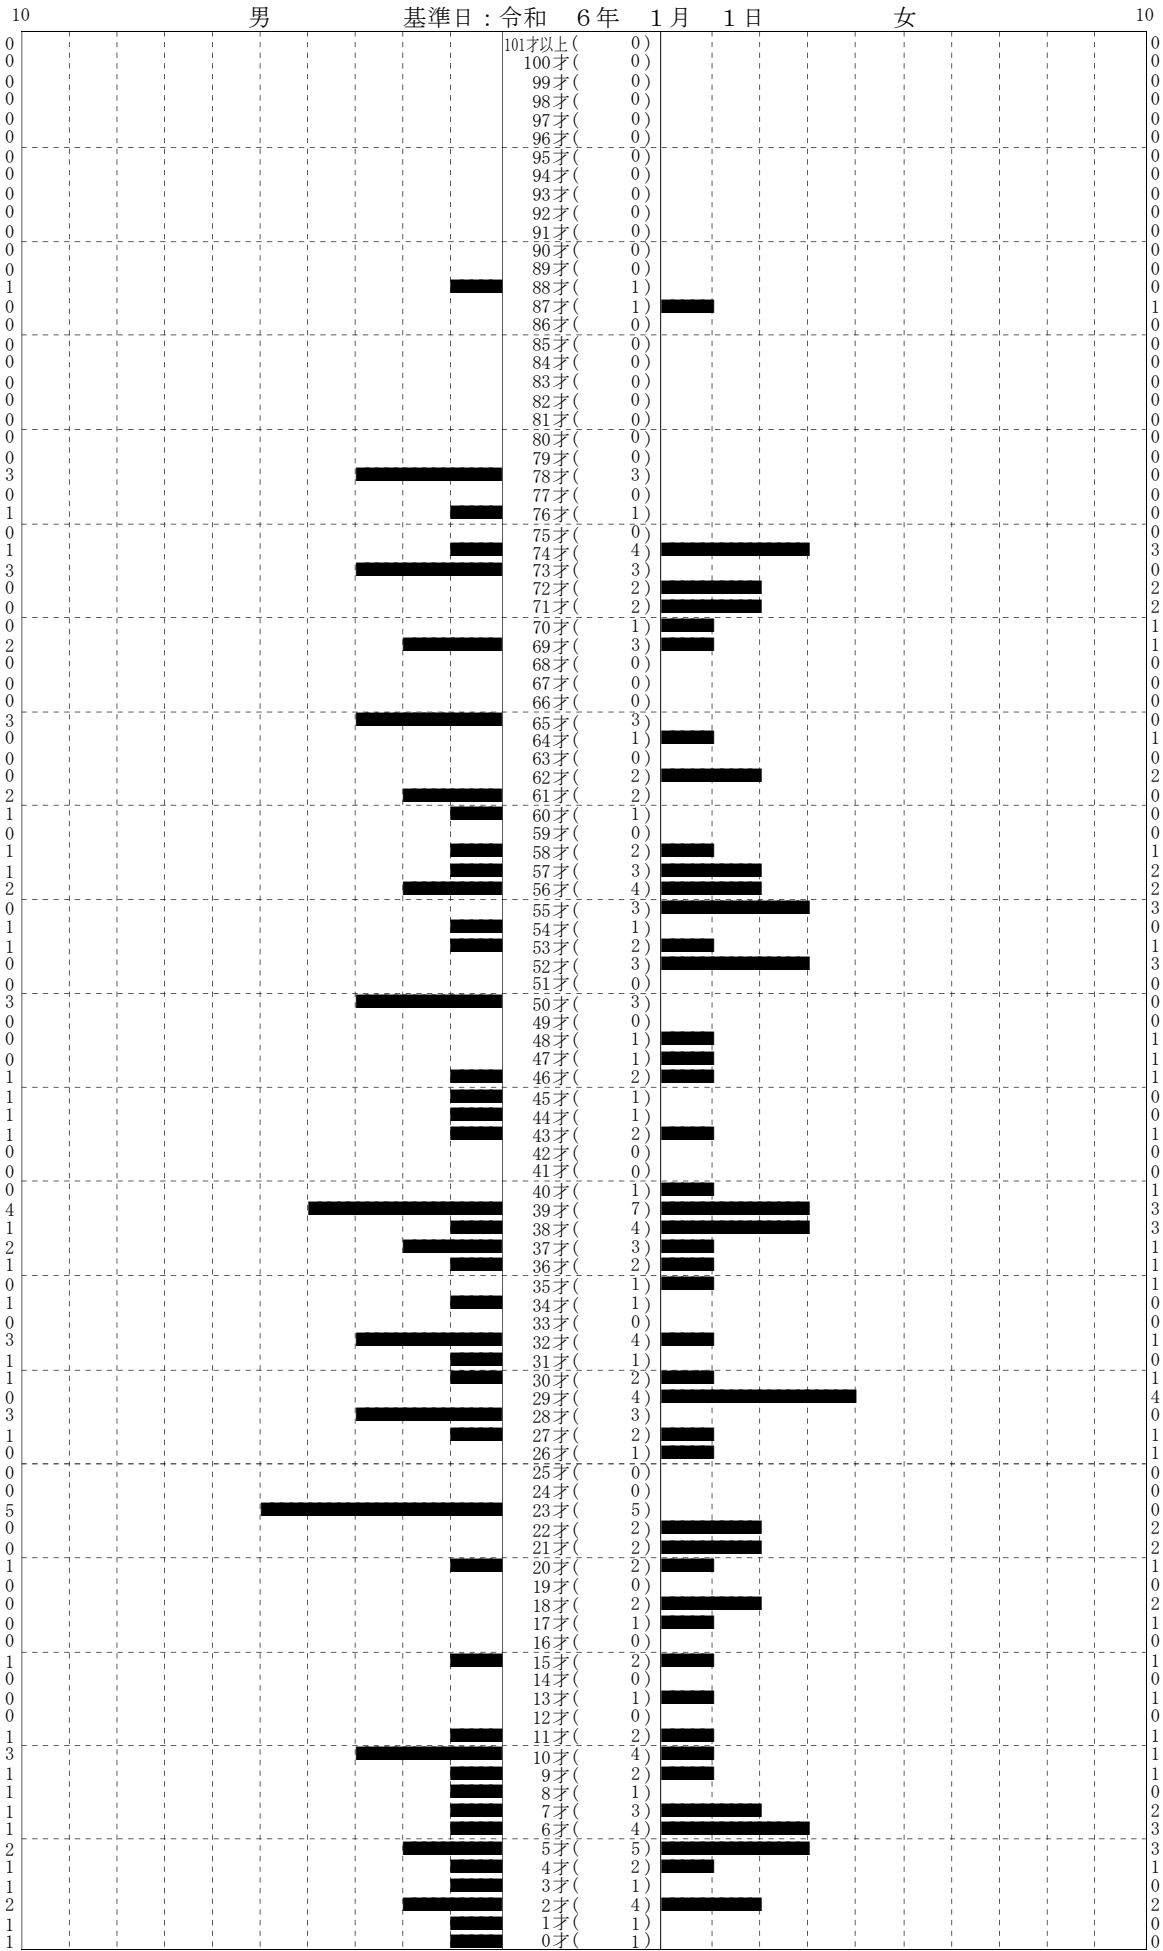 10 男 基準日：令和 6年 1月 1日 女 10
0 101才以上( 0) 0
0 100才( 0) 0
0 99才( 0) 0
0 98才( 0) 0
0 97才( 0) 0
0 96才( 0) 0
0 95才( 0) 0
0 94才( 0) 0
0 93才( 0) 0
0 92才( 0) 0
0 91才( 0) 0
0 90才( 0) 0
0 89才( 0) 0
1 88才( 1) 0
0 87才( 1) 1
0 86才( 0) 0
0 85才( 0) 0
0 84才( 0) 0
0 83才( 0) 0
0 82才( 0) 0
0 81才( 0) 0
0 80才( 0) 0
0 79才( 0) 0
3 78才( 3) 0
0 77才( 0) 0
1 76才( 1) 0
0 75才( 0) 0
1 74才( 4) 3
3 73才( 3) 0
0 72才( 2) 2
0 71才( 2) 2
0 70才( 1) 1
2 69才( 3) 1
0 68才( 0) 0
0 67才( 0) 0
0 66才( 0) 0
3 65才( 3) 0
0 64才( 1) 1
0 63才( 0) 0
0 62才( 2) 2
2 61才( 2) 0
1 60才( 1) 0
0 59才( 0) 0
1 58才( 2) 1
1 57才( 3) 2
2 56才( 4) 2
0 55才( 3) 3
1 54才( 1) 0
1 53才( 2) 1
0 52才( 3) 3
0 51才( 0) 0
3 50才( 3) 0
0 49才( 0) 0
0 48才( 1) 1
0 47才( 1) 1
1 46才( 2) 1
1 45才( 1) 0
1 44才( 1) 0
1 43才( 2) 1
0 42才( 0) 0
0 41才( 0) 0
0 40才( 1) 1
4 39才( 7) 3
1 38才( 4) 3
2 37才( 3) 1
1 36才( 2) 1
0 35才( 1) 1
1 34才( 1) 0
0 33才( 0) 0
3 32才( 4) 1
1 31才( 1) 0
1 30才( 2) 1
0 29才( 4) 4
3 28才( 3) 0
1 27才( 2) 1
0 26才( 1) 1
0 25才( 0) 0
0 24才( 0) 0
5 23才( 5) 0
0 22才( 2) 2
0 21才( 2) 2
1 20才( 2) 1
0 19才( 0) 0
0 18才( 2) 2
0 17才( 1) 1
0 16才( 0) 0
1 15才( 2) 1
0 14才( 0) 0
0 13才( 1) 1
0 12才( 0) 0
1 11才( 2) 1
3 10才( 4) 1
1 9才( 2) 1
1 8才( 1) 0
1 7才( 3) 2
1 6才( 4) 3
2 5才( 5) 3
1 4才( 2) 1
1 3才( 1) 0
2 2才( 4) 2
1 1才( 1) 0
1 0才( 1) 0